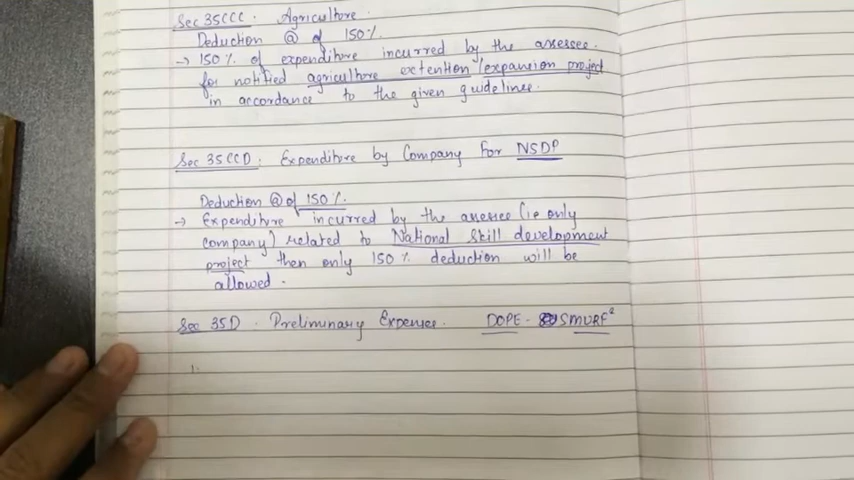 Sec 35CCC. Agriculture.
Deduction @ of 150%.
→ 150% of expenditure incurred by the assessee.
for notified agriculture extention / expansion project
in accordance to the given guidelines.
Sec 35CCD. Expenditure by Company for NSDP
Deduction @ of 150%.
→ Expenditure incurred by the assessee (ie only
company) related to National skill development
project then only 150% deduction will be
allowed.
Sec 35D. Preliminary Expenses. DOPE - SMURF²
1.